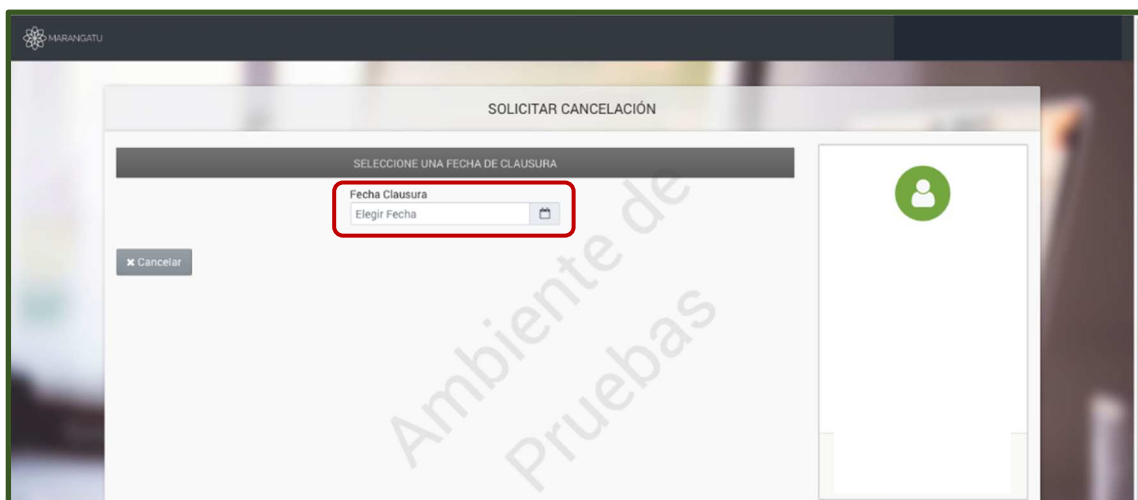 MARANGATU
SOLICITAR CANCELACIÓN
SELECCIONE UNA FECHA DE CLAUSURA
Fecha Clausura
Elegir Fecha
Cancelar
Ambiente de
Pruebas